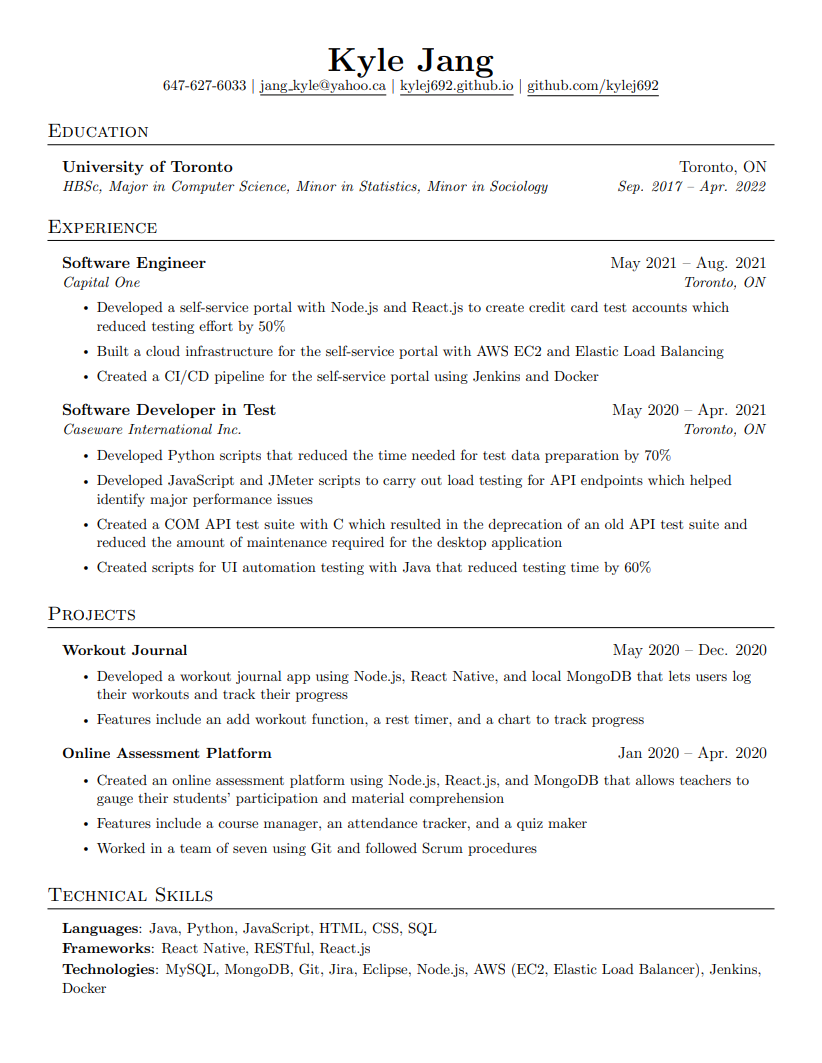 Kyle Jang
647-627-6033 | jang_kyle@yahoo.ca | kylej692.github.io | github.com/kylej692
Education
University of Toronto Toronto, ON
HBSc, Major in Computer Science, Minor in Statistics, Minor in Sociology Sep. 2017 – Apr. 2022
Experience
Software Engineer May 2021 – Aug. 2021
Capital One Toronto, ON
• Developed a self-service portal with Node.js and React.js to create credit card test accounts which
reduced testing effort by 50%
• Built a cloud infrastructure for the self-service portal with AWS EC2 and Elastic Load Balancing
• Created a CI/CD pipeline for the self-service portal using Jenkins and Docker
Software Developer in Test May 2020 – Apr. 2021
Caseware International Inc. Toronto, ON
• Developed Python scripts that reduced the time needed for test data preparation by 70%
• Developed JavaScript and JMeter scripts to carry out load testing for API endpoints which helped
identify major performance issues
• Created a COM API test suite with C which resulted in the deprecation of an old API test suite and
reduced the amount of maintenance required for the desktop application
• Created scripts for UI automation testing with Java that reduced testing time by 60%
Projects
Workout Journal May 2020 – Dec. 2020
• Developed a workout journal app using Node.js, React Native, and local MongoDB that lets users log
their workouts and track their progress
• Features include an add workout function, a rest timer, and a chart to track progress
Online Assessment Platform Jan 2020 – Apr. 2020
• Created an online assessment platform using Node.js, React.js, and MongoDB that allows teachers to
gauge their students' participation and material comprehension
• Features include a course manager, an attendance tracker, and a quiz maker
• Worked in a team of seven using Git and followed Scrum procedures
Technical Skills
Languages: Java, Python, JavaScript, HTML, CSS, SQL
Frameworks: React Native, RESTful, React.js
Technologies: MySQL, MongoDB, Git, Jira, Eclipse, Node.js, AWS (EC2, Elastic Load Balancer), Jenkins,
Docker